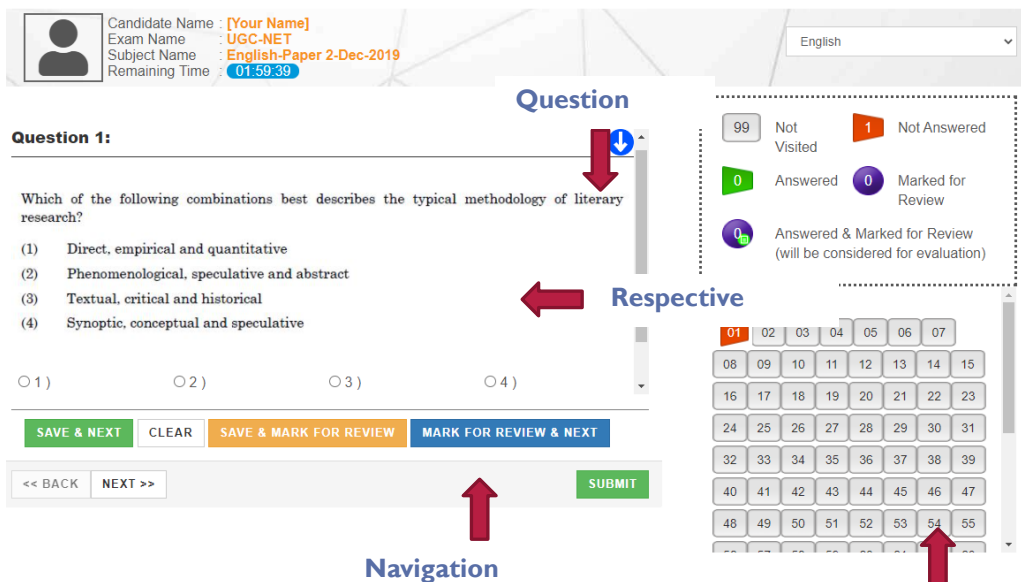 Candidate Name : [Your Name]
Exam Name : UGC-NET
Subject Name : English-Paper 2-Dec-2019
Remaining Time : 01:59:39
English
Question
Question 1:
Which of the following combinations best describes the typical methodology of literary
research?
(1) Direct, empirical and quantitative
(2) Phenomenological, speculative and abstract
(3) Textual, critical and historical
(4) Synoptic, conceptual and speculative
1 ) 2 ) 3 ) 4 )
SAVE & NEXT CLEAR SAVE & MARK FOR REVIEW MARK FOR REVIEW & NEXT
<< BACK NEXT >> SUBMIT
Respective
Navigation
99 Not
Visited
1 Not Answered
0 Answered
0 Marked for
Review
0 Answered & Marked for Review
(will be considered for evaluation)
01 02 03 04 05 06 07
08 09 10 11 12 13 14 15
16 17 18 19 20 21 22 23
24 25 26 27 28 29 30 31
32 33 34 35 36 37 38 39
40 41 42 43 44 45 46 47
48 49 50 51 52 53 54 55